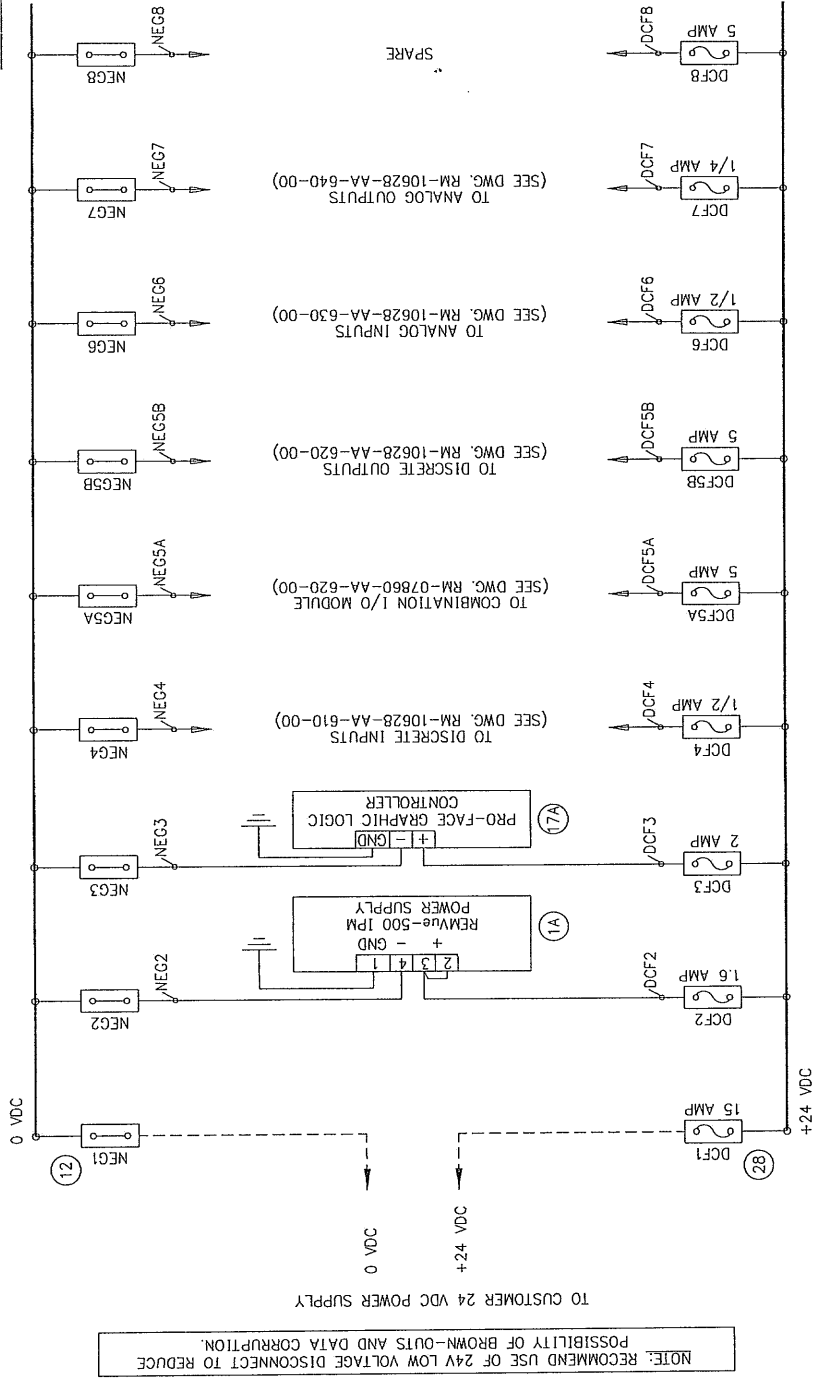 NOTE: RECOMMEND USE OF 24V LOW VOLTAGE DISCONNECT TO REDUCE
POSSIBILITY OF BROWN-OUTS AND DATA CORRUPTION.
TO CUSTOMER 24 VDC POWER SUPPLY
+24 VDC
0 VDC
+24 VDC
28
DCF1
15 AMP
NEG1
12
0 VDC
DCF2
1.6 AMP
DCF2
1A
REMVue-500 IPM
POWER SUPPLY
+ - GND
2 3 4 1
NEG2
NEG2
DCF3
2 AMP
DCF3
17A
PRO-FACE GRAPHIC LOGIC
CONTROLLER
+ - GND
NEG3
NEG3
DCF4
1/2 AMP
DCF4
TO DISCRETE INPUTS
(SEE DWG. RM-10628-AA-610-00)
NEG4
NEG4
DCF5A
5 AMP
DCF5A
TO COMBINATION I/O MODULE
(SEE DWG. RM-07860-AA-620-00)
NEG5A
NEG5A
DCF5B
5 AMP
DCF5B
TO DISCRETE OUTPUTS
(SEE DWG. RM-10628-AA-620-00)
NEG5B
NEG5B
DCF6
1/2 AMP
DCF6
TO ANALOG INPUTS
(SEE DWG. RM-10628-AA-630-00)
NEG6
NEG6
DCF7
1/4 AMP
DCF7
TO ANALOG OUTPUTS
(SEE DWG. RM-10628-AA-640-00)
NEG7
NEG7
DCF8
5 AMP
DCF8
SPARE
NEG8
NEG8